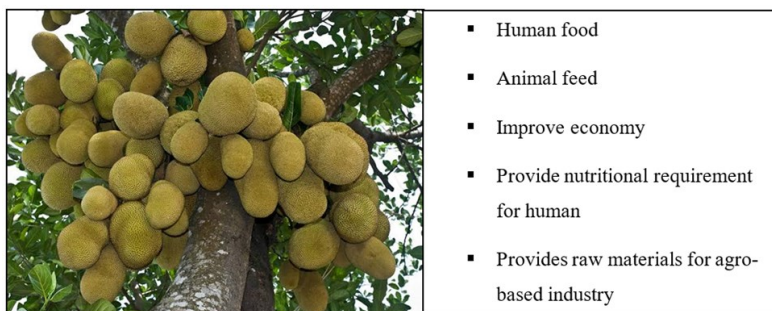 ▪ Human food
▪ Animal feed
▪ Improve economy
▪ Provide nutritional requirement
for human
▪ Provides raw materials for agro-
based industry